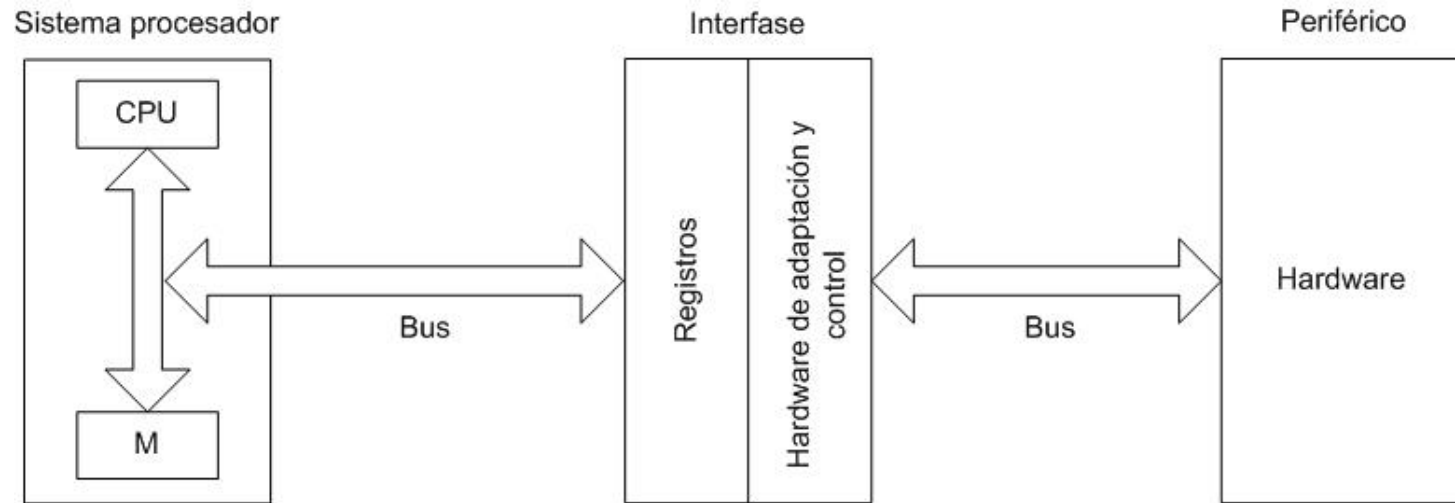 Sistema procesador
Interfase
Periférico
CPU
M
Bus
Registros
Hardware de adaptación y
control
Bus
Hardware